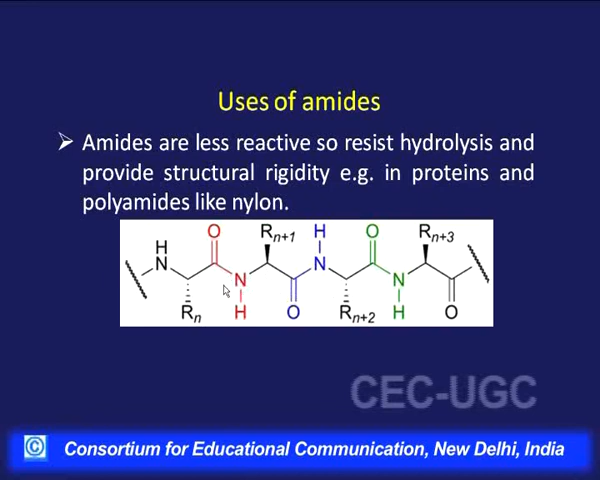 Uses of amides
➢ Amides are less reactive so resist hydrolysis and
provide structural rigidity e.g. in proteins and
polyamides like nylon.
O Rn+1 H O Rn+3
H
N N N N
H Rn O Rn+2 H O
CEC-UGC
© Consortium for Educational Communication, New Delhi, India